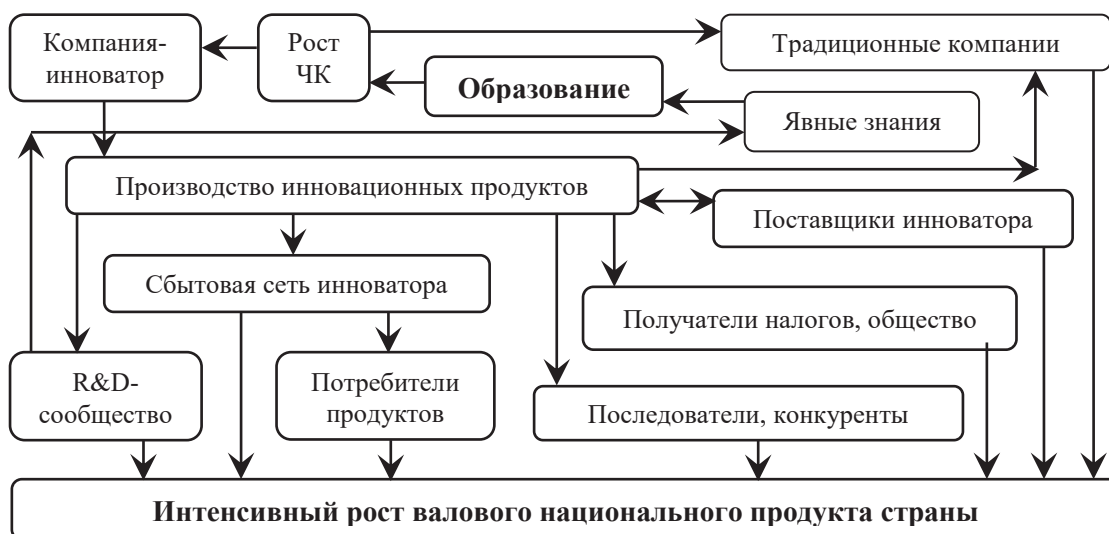 Компания-
инноватор
Рост
ЧК
Традиционные компании
Образование
Явные знания
Производство инновационных продуктов
Поставщики инноватора
Сбытовая сеть инноватора
Получатели налогов, общество
R&D-
сообщество
Потребители
продуктов
Последователи, конкуренты
Интенсивный рост валового национального продукта страны